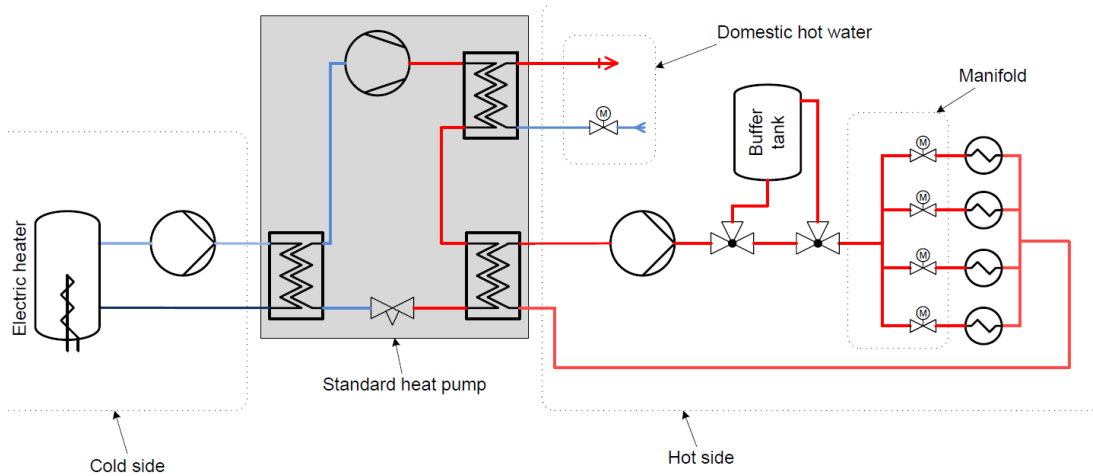 Domestic hot water
Manifold
M
Buffer
tank
M
M
M
M
Electric heater
Standard heat pump
Cold side
Hot side